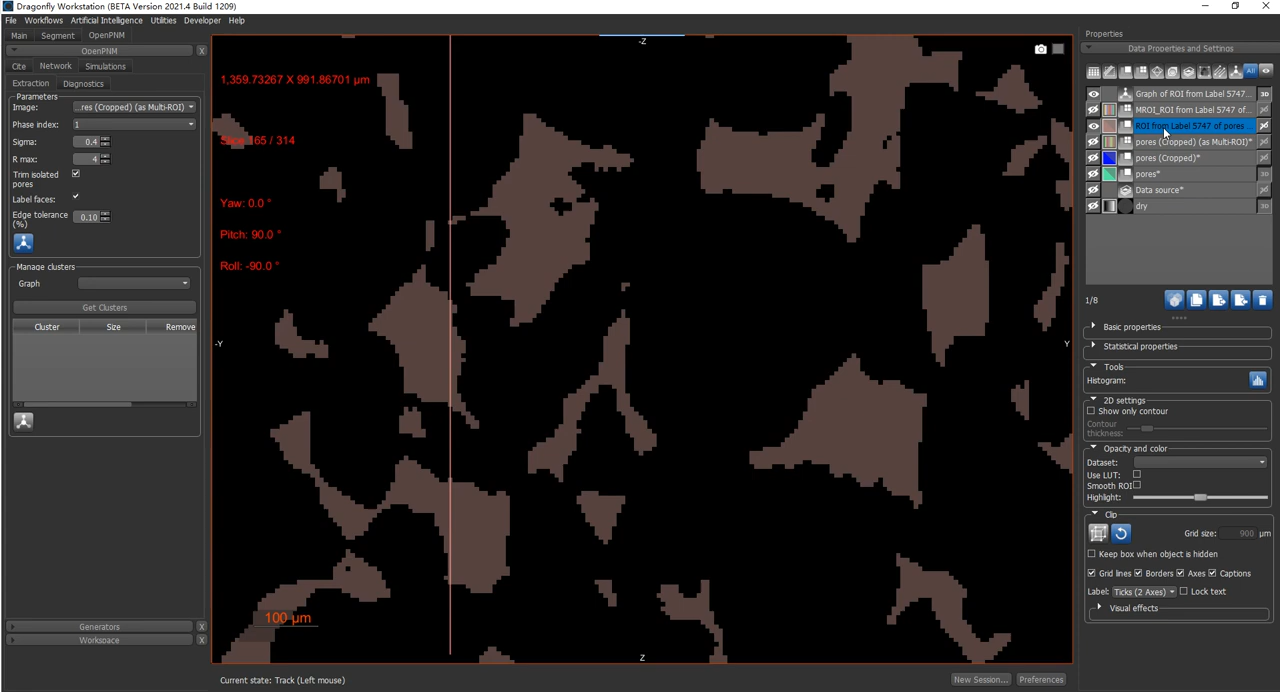 Dragonfly Workstation (BETA Version 2021.4 Build 1209)
File Workflows Artificial Intelligence Utilities Developer Help
Main Segment OpenPNM
OpenPNM X
Cite Network Simulations
Extraction Diagnostics
Parameters
Image: ...res (Cropped) (as Multi-ROI)
Phase index: 1
Sigma: 0.4
R max: 4
Trim isolated
pores
Label faces:
Edge tolerance
(%) 0.10
Manage clusters
Graph
Get Clusters
Cluster Size Remove
Generators X
Workspace X
-Z
1,359.73267 X 991.86701 µm
Slice 165 / 314
Yaw: 0.0 °
Pitch: 90.0 °
Roll: -90.0 °
-Y
Y
100 µm
Z
Current state: Track (Left mouse)
New Session... Preferences
Properties
Data Properties and Settings
All
Graph of ROI from Label 5747... 3D
MROI_ROI from Label 5747 of...
ROI from Label 5747 of pores ...
pores (Cropped) (as Multi-ROI)*
pores (Cropped)*
pores* 3D
Data source*
dry 3D
1/8
Basic properties
Statistical properties
Tools
Histogram:
2D settings
Show only contour
Contour
thickness:
Opacity and color
Dataset:
Use LUT:
Smooth ROI
Highlight:
Clip
Grid size: 900 µm
Keep box when object is hidden
Grid lines Borders Axes Captions
Label: Ticks (2 Axes) Lock text
Visual effects